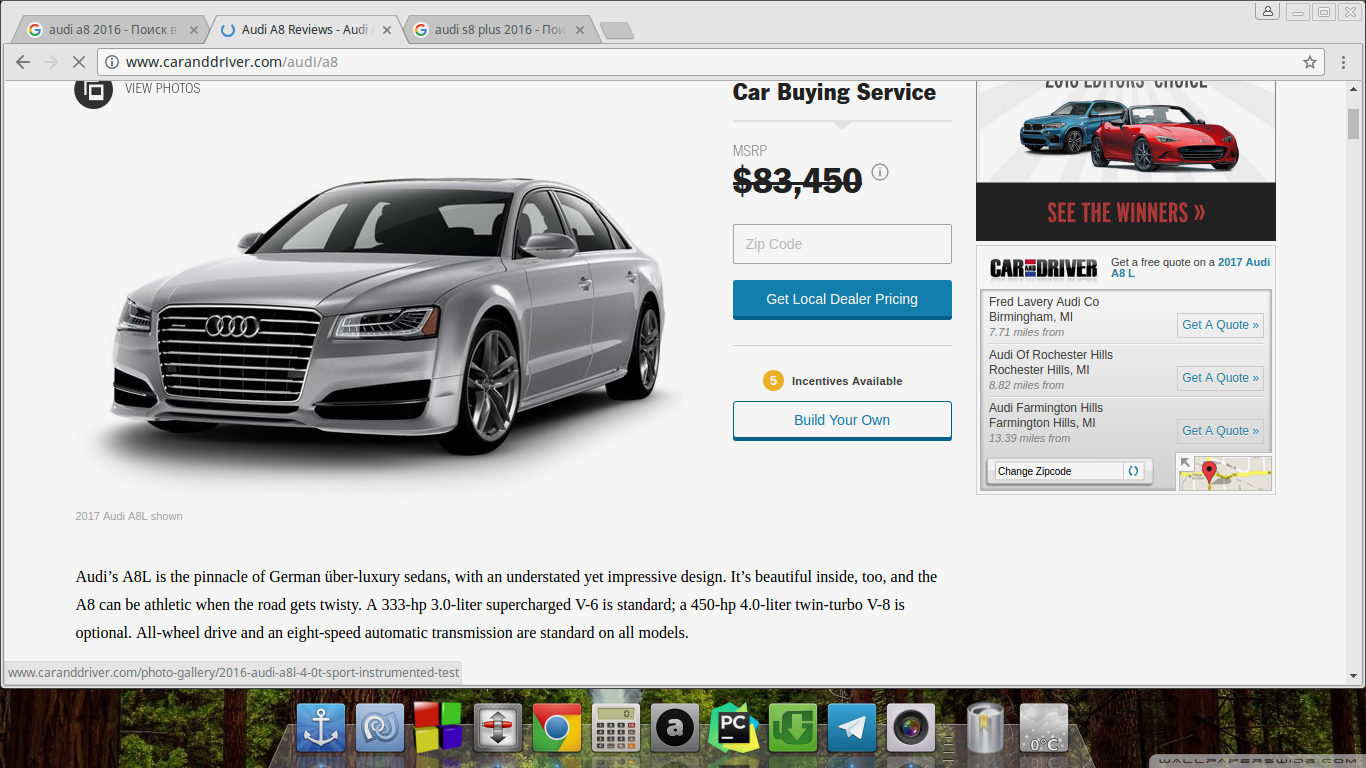 audi a8 2016 - Поиск в
Audi A8 Reviews - Audi
audi s8 plus 2016 - Пои
www.caranddriver.com/audi/a8
VIEW PHOTOS
Car Buying Service
MSRP
$83,450
Zip Code
Get Local Dealer Pricing
5 Incentives Available
Build Your Own
2016 EDITORS' CHOICE
SEE THE WINNERS »
CAR AND DRIVER
Get a free quote on a 2017 Audi
A8 L
Fred Lavery Audi Co
Birmingham, MI
7.71 miles from
Get A Quote »
Audi Of Rochester Hills
Rochester Hills, MI
8.82 miles from
Get A Quote »
Audi Farmington Hills
Farmington Hills, MI
13.39 miles from
Get A Quote »
Change Zipcode
2017 Audi A8L shown
Audi’s A8L is the pinnacle of German über-luxury sedans, with an understated yet impressive design. It’s beautiful inside, too, and the
A8 can be athletic when the road gets twisty. A 333-hp 3.0-liter supercharged V-6 is standard; a 450-hp 4.0-liter twin-turbo V-8 is
optional. All-wheel drive and an eight-speed automatic transmission are standard on all models.
www.caranddriver.com/photo-gallery/2016-audi-a8l-4-0t-sport-instrumented-test
0.
a
PC
0°C
WALLPAPERSWIDE.COM